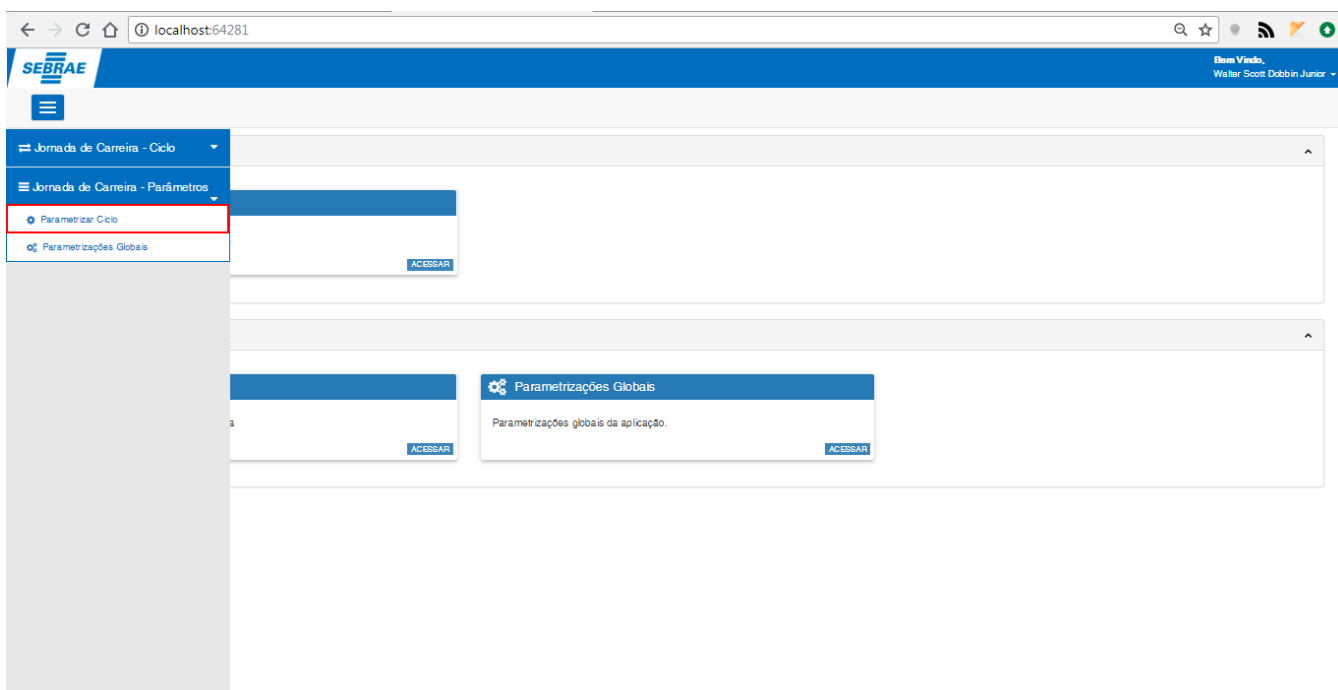 localhost:64281
SEBRAE
Bem Vindo,
Walter Scott Dobbin Junior
Jornada de Carreira - Ciclo
Jornada de Carreira - Parâmetros
Parametrizar Ciclo
Parametrizações Globais
ACESSAR
Parametrizações Globais
a
Parametrizações globais da aplicação.
ACESSAR
ACESSAR